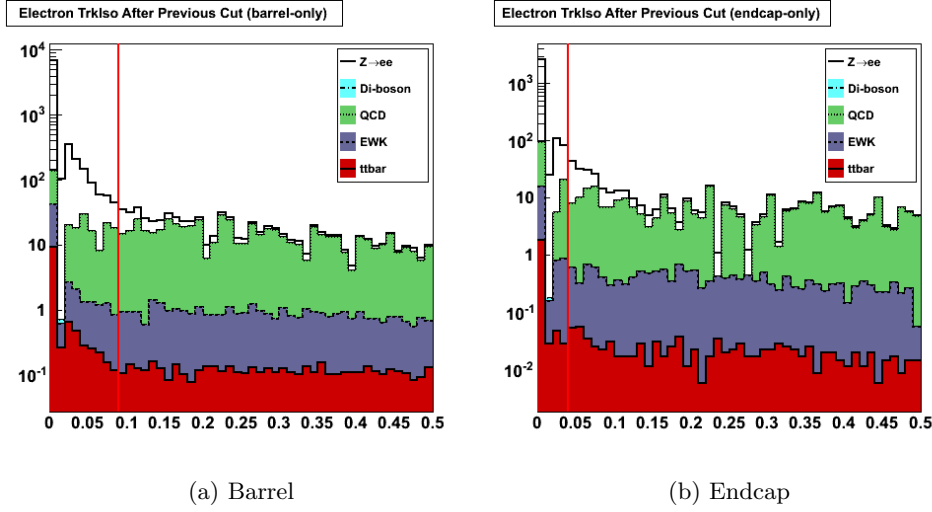 Electron TrkIso After Previous Cut (barrel-only)
10^4
10^3
10^2
10
1
10^-1
0 0.05 0.1 0.15 0.2 0.25 0.3 0.35 0.4 0.45 0.5
Z→ee
Di-boson
QCD
EWK
ttbar
(a) Barrel
Electron TrkIso After Previous Cut (endcap-only)
10^3
10^2
10
1
10^-1
10^-2
0 0.05 0.1 0.15 0.2 0.25 0.3 0.35 0.4 0.45 0.5
Z→ee
Di-boson
QCD
EWK
ttbar
(b) Endcap